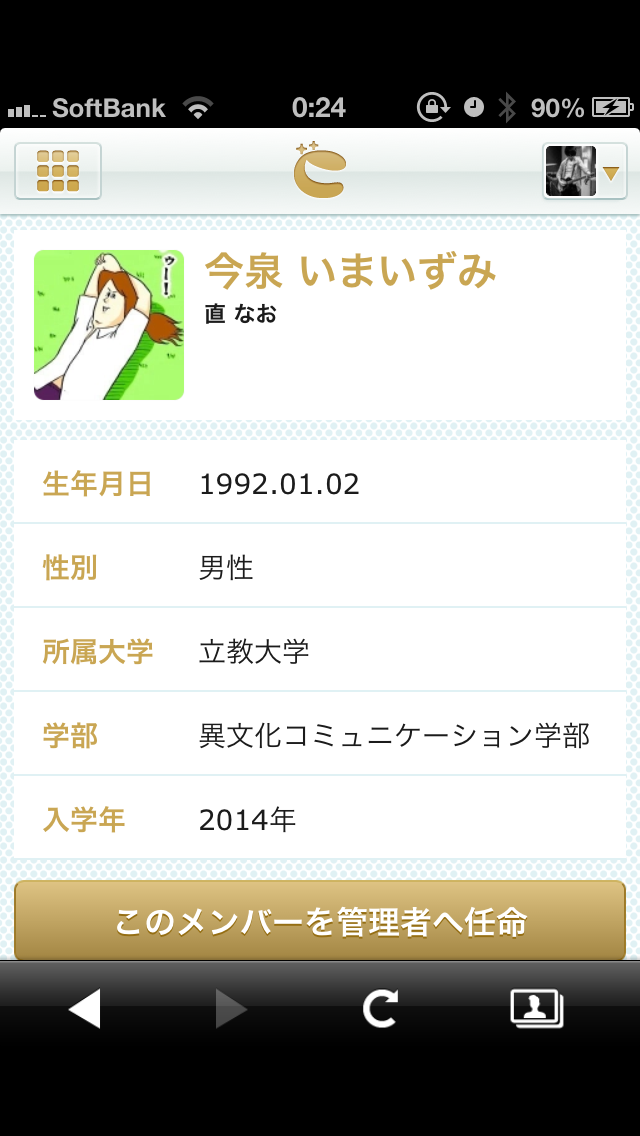 SoftBank 0:24 90%
ウー!
今泉 いまいずみ
直 なお
生年月日 1992.01.02
性別 男性
所属大学 立教大学
学部 異文化コミュニケーション学部
入学年 2014年
このメンバーを管理者へ任命